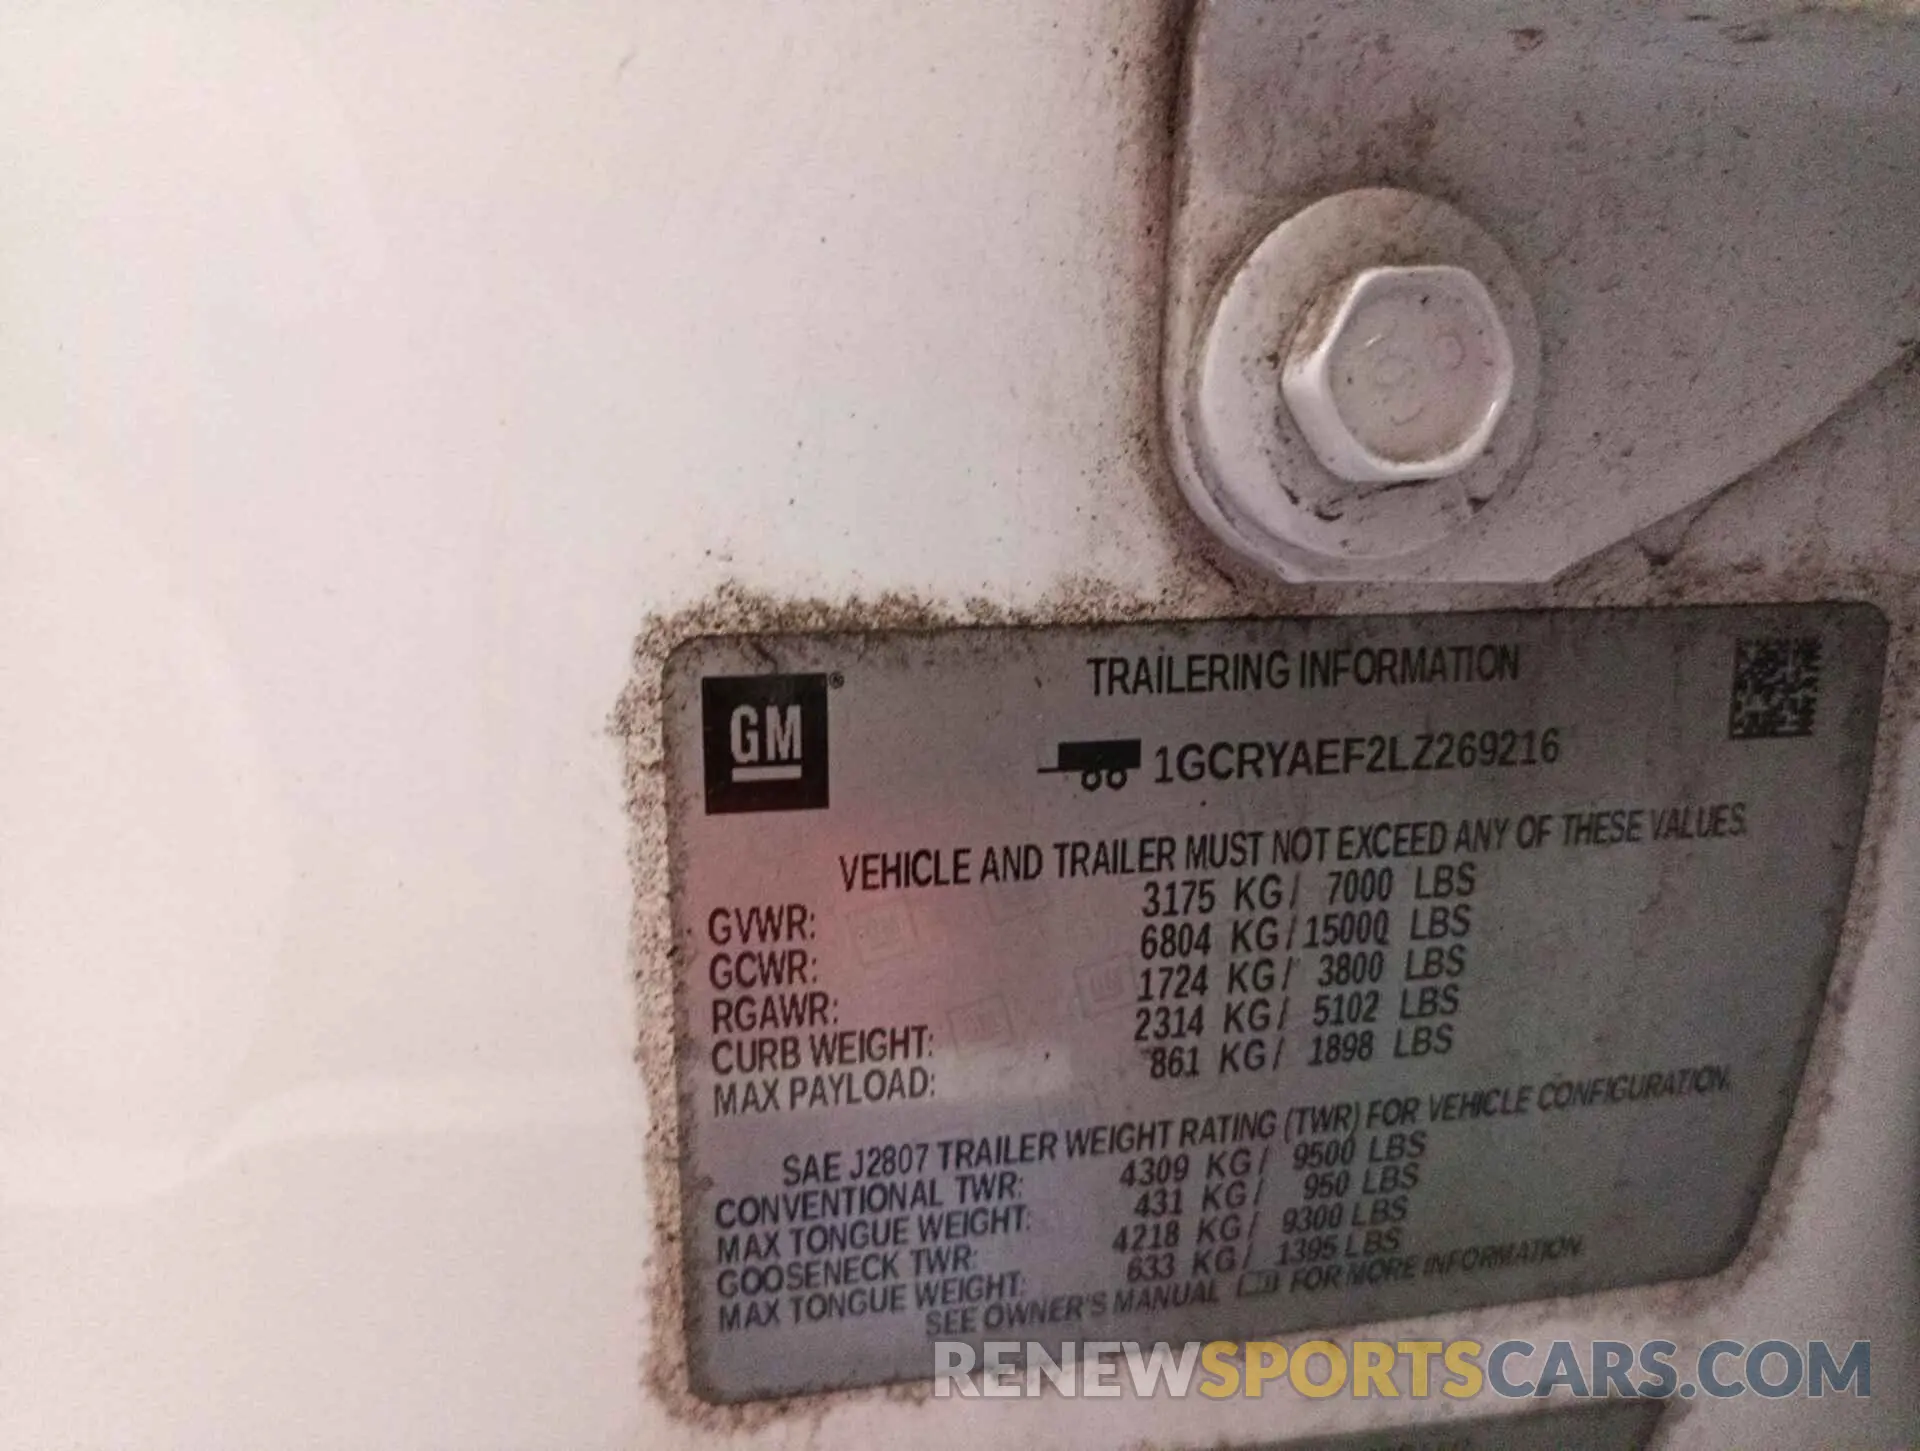 TRAILERING INFORMATION
GM®
1GCRYAEF2LZ269216
VEHICLE AND TRAILER MUST NOT EXCEED ANY OF THESE VALUES.
GVWR: 3175 KG/ 7000 LBS
GCWR: 6804 KG/15000 LBS
RGAWR: 1724 KG/ 3800 LBS
CURB WEIGHT: 2314 KG/ 5102 LBS
MAX PAYLOAD: 861 KG/ 1898 LBS
SAE J2807 TRAILER WEIGHT RATING (TWR) FOR VEHICLE CONFIGURATION.
CONVENTIONAL TWR: 4309 KG/ 9500 LBS
MAX TONGUE WEIGHT: 431 KG/ 950 LBS
GOOSENECK TWR: 4218 KG/ 9300 LBS
MAX TONGUE WEIGHT: 633 KG/ 1395 LBS
SEE OWNER'S MANUAL FOR MORE INFORMATION.
RENEWSPORTSCARS.COM